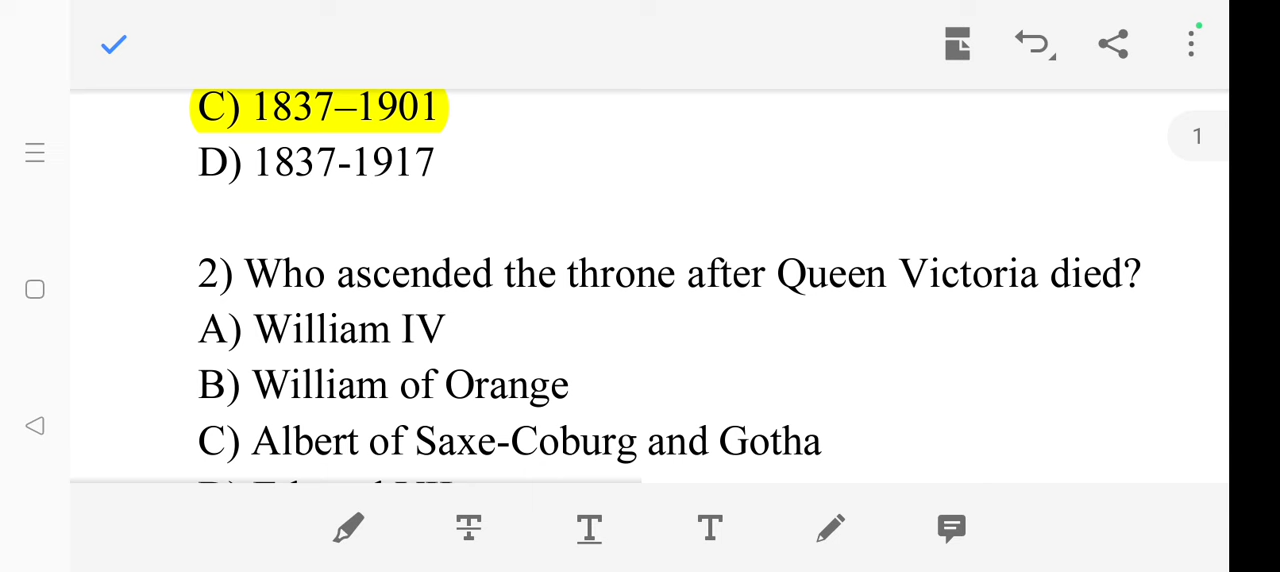 C) 1837–1901
D) 1837-1917
1
2) Who ascended the throne after Queen Victoria died?
A) William IV
B) William of Orange
C) Albert of Saxe-Coburg and Gotha